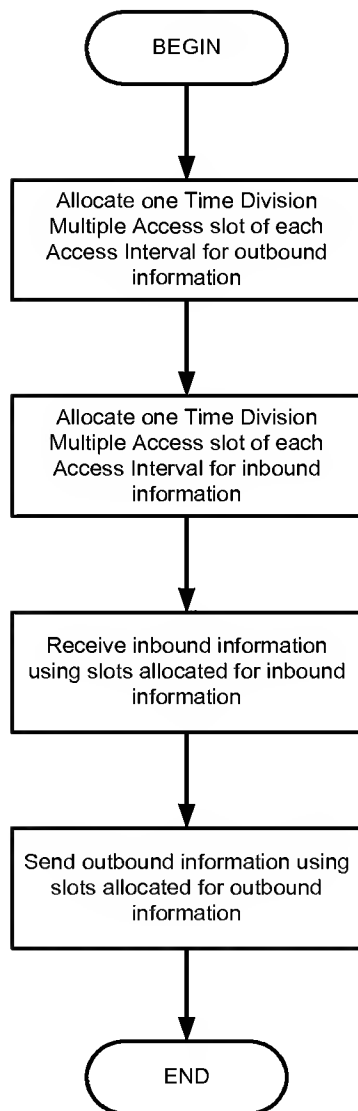 BEGIN
Allocate one Time Division
Multiple Access slot of each
Access Interval for outbound
information
Allocate one Time Division
Multiple Access slot of each
Access Interval for inbound
information
Receive inbound information
using slots allocated for inbound
information
Send outbound information using
slots allocated for outbound
information
END